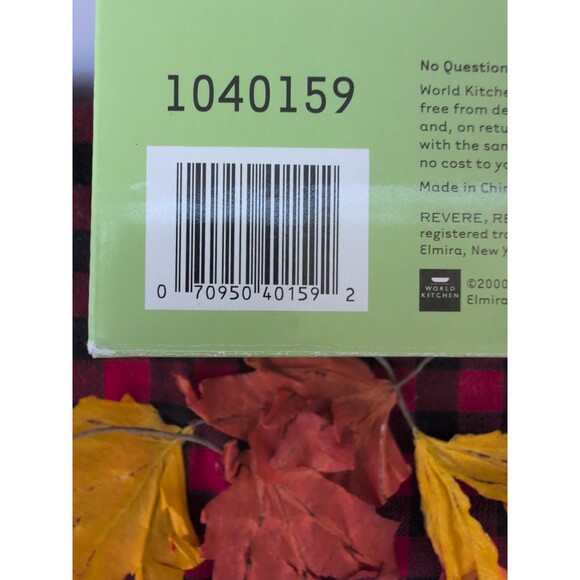 1040159
0 70950 40159 2
No Question
World Kitche
free from de
and, on retu
with the san
no cost to yo
Made in Chin
REVERE, RE
registered tra
Elmira, New Y
WORLD
KITCHEN
©2000
Elmira